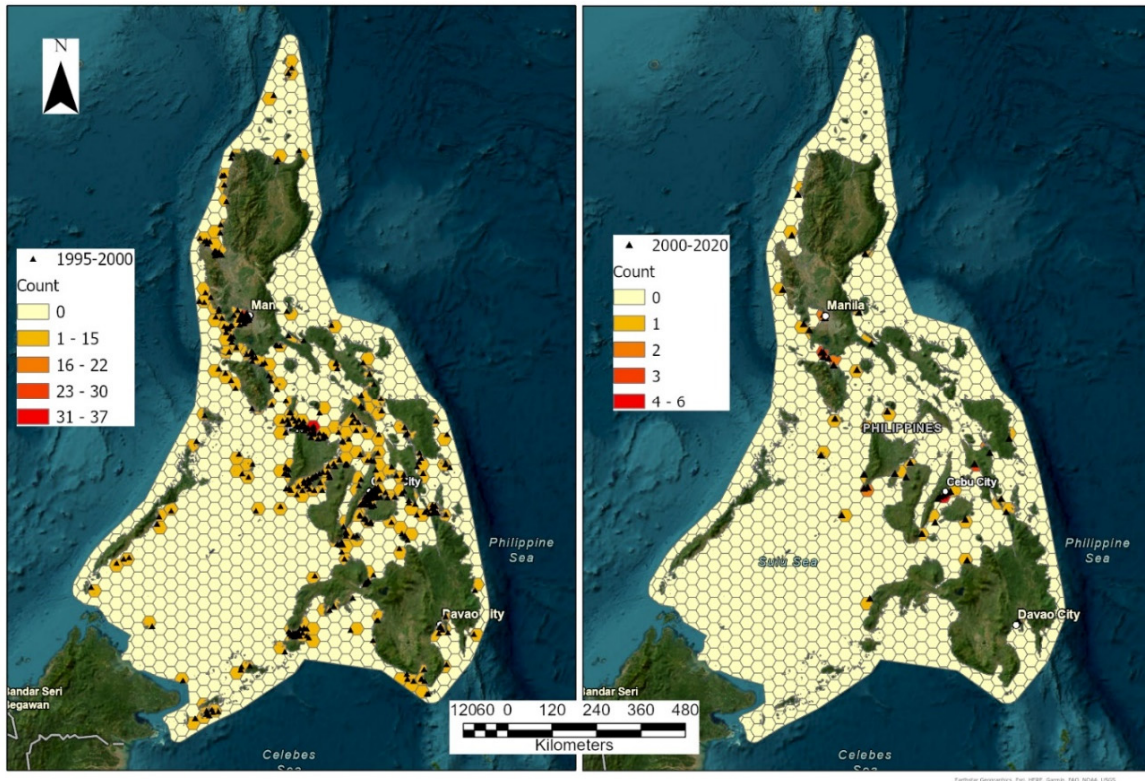 N
1995-2000
Count
0
1 - 15
16 - 22
23 - 30
31 - 37
Philippine
Sea
Davao City
Bandar Seri
Begawan
Celebes
Sea
2000-2020
Count
0
1
2
3
4 - 6
Manila
PHILIPPINES
Cebu City
Sulu Sea
Philippine
Sea
Davao City
Bandar Seri
Begawan
Celebes
Sea
12060 0 120 240 360 480
Kilometers